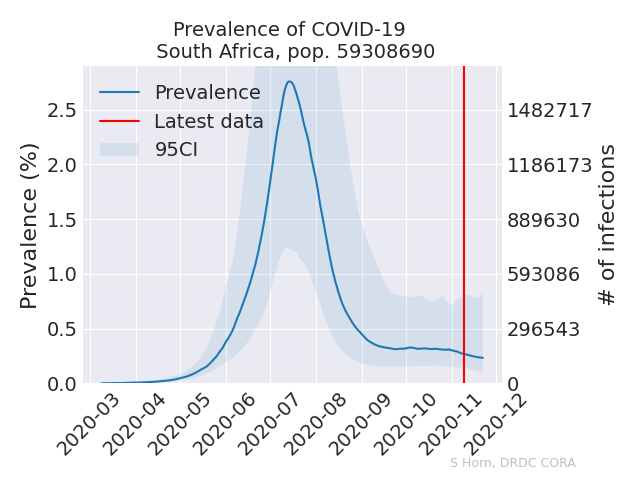 Prevalence of COVID-19
South Africa, pop. 59308690
Prevalence
Latest data
95CI
Prevalence (%)
2.5
2.0
1.5
1.0
0.5
0.0
1482717
1186173
889630
593086
296543
0
# of infections
2020-03
2020-04
2020-05
2020-06
2020-07
2020-08
2020-09
2020-10
2020-11
2020-12
S Horn, DRDC CORA